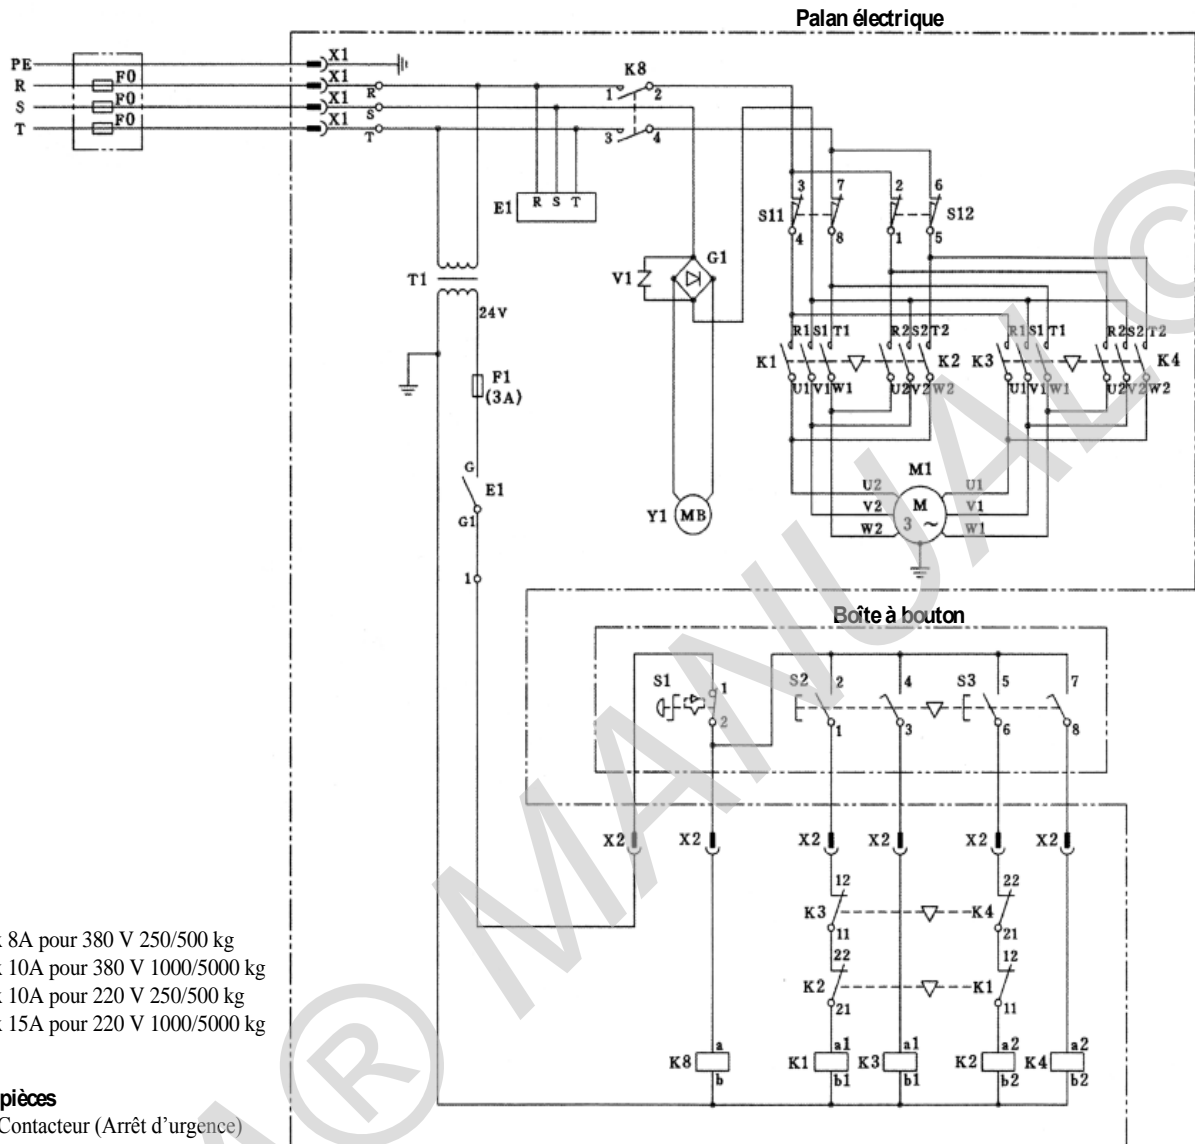 Palan électrique
PE
R
S
T
F0
F0
F0
X1
X1
X1
X1
R
S
T
K8
1
2
3
4
E1
R S T
3
7
2
6
S11
S12
4
8
1
5
T1
24V
V1
G1
F1
(3A)
R1 S1 T1
R2 S2 T2
R1 S1 T1
R2 S2 T2
K1
K2
K3
K4
U1 V1 W1
U2 V2 W2
U1 V1 W1
U2 V2 W2
G
E1
G1
1
Y1
MB
M1
M
3 ~
U2
V2
W2
U1
V1
W1
Boîte à bouton
S1
1
2
S2
2
1
4
3
S3
5
6
7
8
X2
X2
X2
X2
X2
X2
12
K3
11
22
K4
21
22
K2
21
12
K1
11
8A pour 380 V 250/500 kg
10A pour 380 V 1000/5000 kg
10A pour 220 V 250/500 kg
15A pour 220 V 1000/5000 kg
K8
a
b
K1
a1
b1
K3
a1
b1
K2
a2
b2
K4
a2
b2
pièces
Contacteur (Arrêt d'urgence)
® MANUAL ©